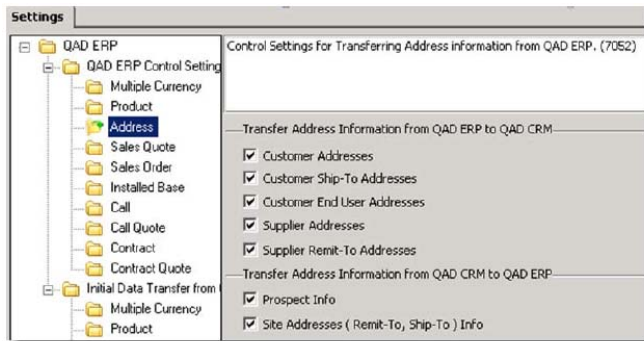 Settings
QAD ERP
QAD ERP Control Setting
Multiple Currency
Product
Address
Sales Quote
Sales Order
Installed Base
Call
Call Quote
Contract
Contract Quote
Initial Data Transfer from
Multiple Currency
Product
Control Settings for Transferring Address information from QAD ERP. (7052)
Transfer Address Information from QAD ERP to QAD CRM
Customer Addresses
Customer Ship-To Addresses
Customer End User Addresses
Supplier Addresses
Supplier Remit-To Addresses
Transfer Address Information from QAD CRM to QAD ERP
Prospect Info
Site Addresses ( Remit-To, Ship-To ) Info